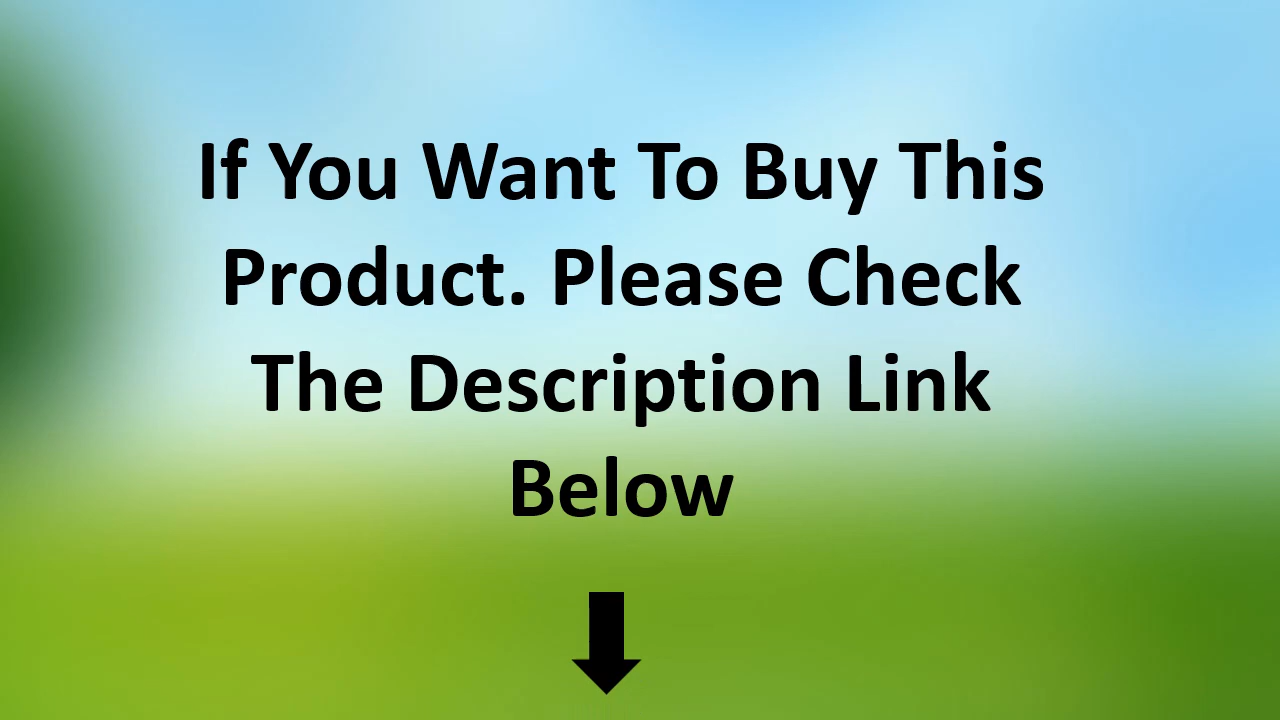 If You Want To Buy This
Product. Please Check
The Description Link
Below